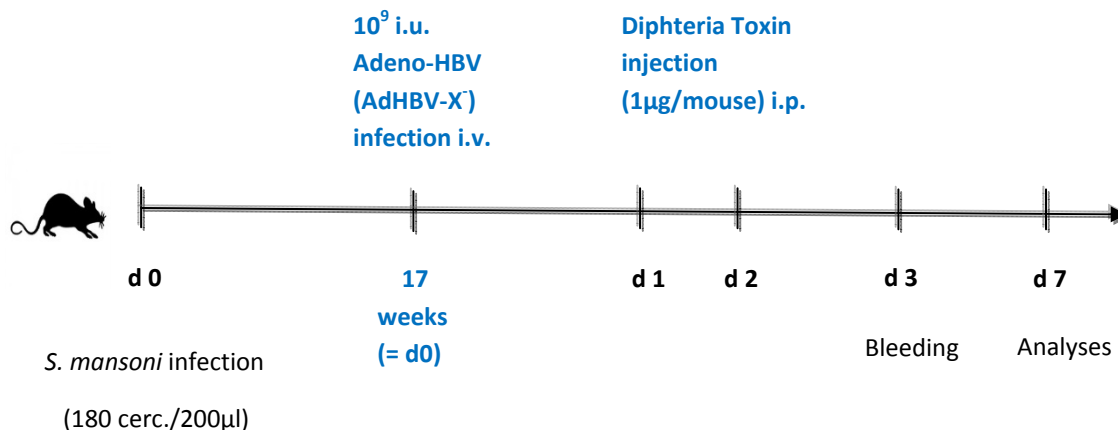 10⁹ i.u.
Adeno-HBV
(AdHBV-X⁻)
infection i.v.
Diphteria Toxin
injection
(1µg/mouse) i.p.
d 0
17
weeks
(= d0)
d 1
d 2
d 3
d 7
S. mansoni infection
(180 cerc./200µl)
Bleeding
Analyses